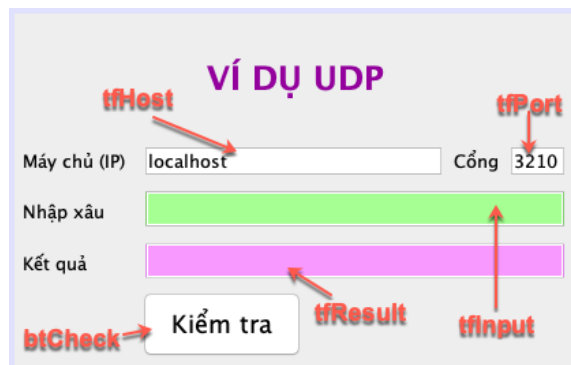 VÍ DỤ UDP
tfHost
tfPort
Máy chủ (IP) localhost Cổng 3210
Nhập xâu
Kết quả
Kiểm tra
tfResult
tfInput
btCheck